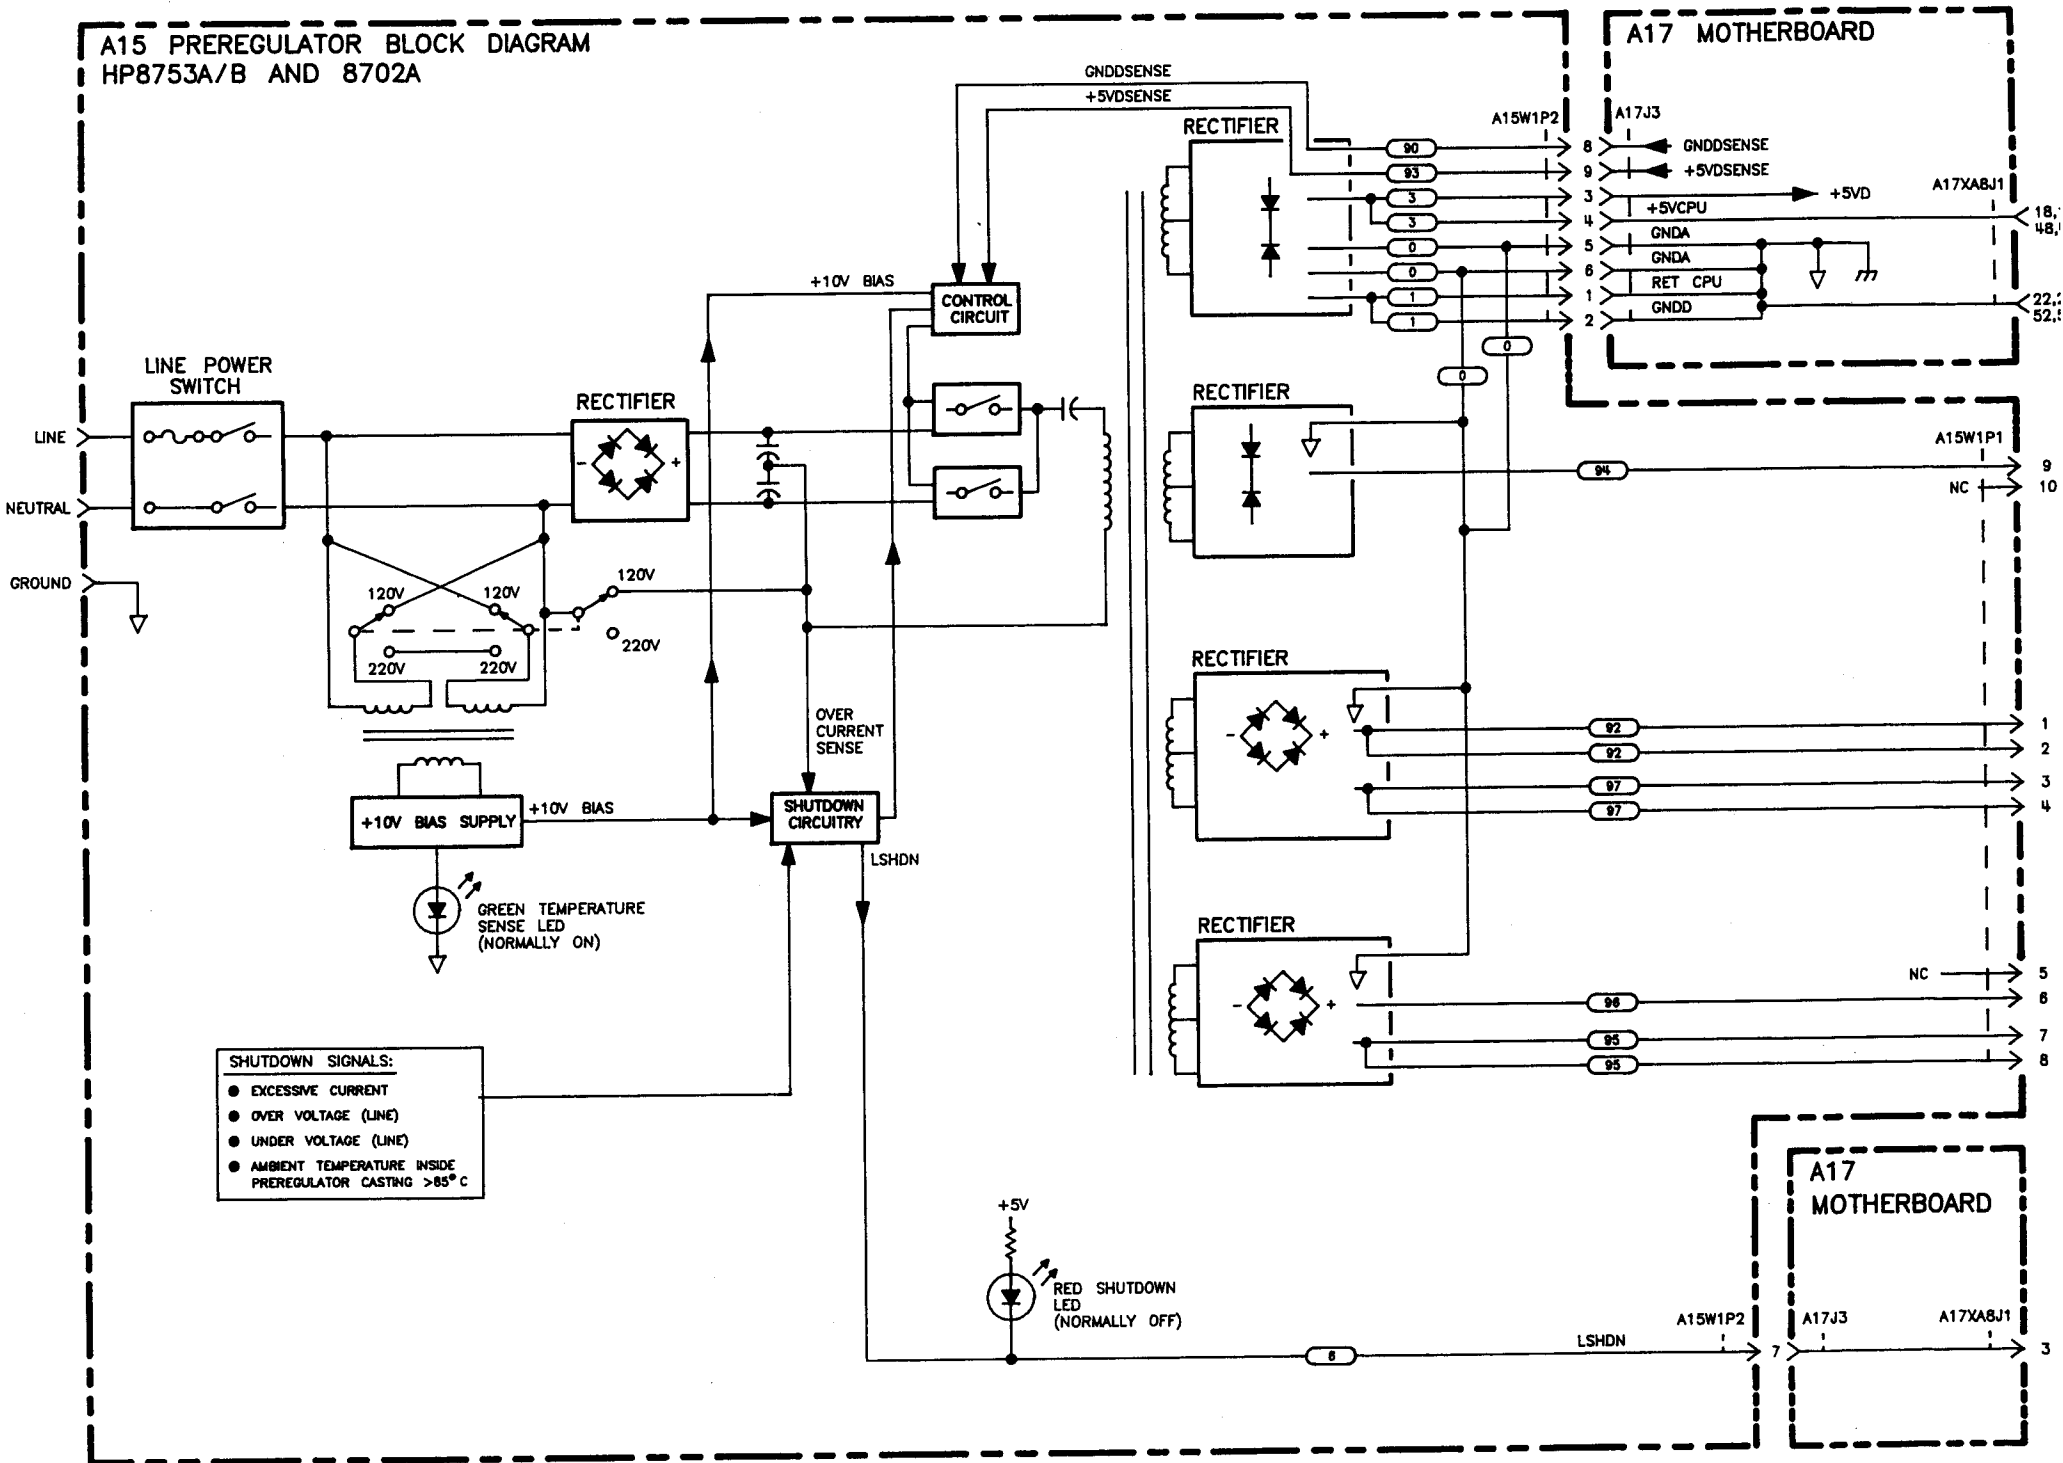 A15 PREREGULATOR BLOCK DIAGRAM
HP8753A/B AND 8702A
A17 MOTHERBOARD
GNDDSENSE
+5VDSENSE
RECTIFIER
A15W1P2
A17J3
90
8
GNDDSENSE
93
9
+5VDSENSE
3
3
+5VD
A17XA8J1
3
4
+5VCPU
18,
48,
0
5
GNDA
0
6
GNDA
1
1
RET CPU
1
2
GNDD
22,
52,
0
0
+10V BIAS
CONTROL
CIRCUIT
LINE POWER
SWITCH
RECTIFIER
RECTIFIER
LINE
NEUTRAL
GROUND
- +
A15W1P1
94
9
NC
10
120V
120V
120V
220V
220V
220V
RECTIFIER
- +
92
1
92
2
97
3
97
4
OVER
CURRENT
SENSE
+10V BIAS SUPPLY
+10V BIAS
SHUTDOWN
CIRCUITRY
LSHDN
GREEN TEMPERATURE
SENSE LED
(NORMALLY ON)
RECTIFIER
- +
NC
5
96
6
95
7
95
8
SHUTDOWN SIGNALS:
● EXCESSIVE CURRENT
● OVER VOLTAGE (LINE)
● UNDER VOLTAGE (LINE)
● AMBIENT TEMPERATURE INSIDE
PREREGULATOR CASTING >85°C
A17
MOTHERBOARD
+5V
RED SHUTDOWN
LED
(NORMALLY OFF)
LSHDN
A15W1P2
A17J3
A17XA8J1
7
3